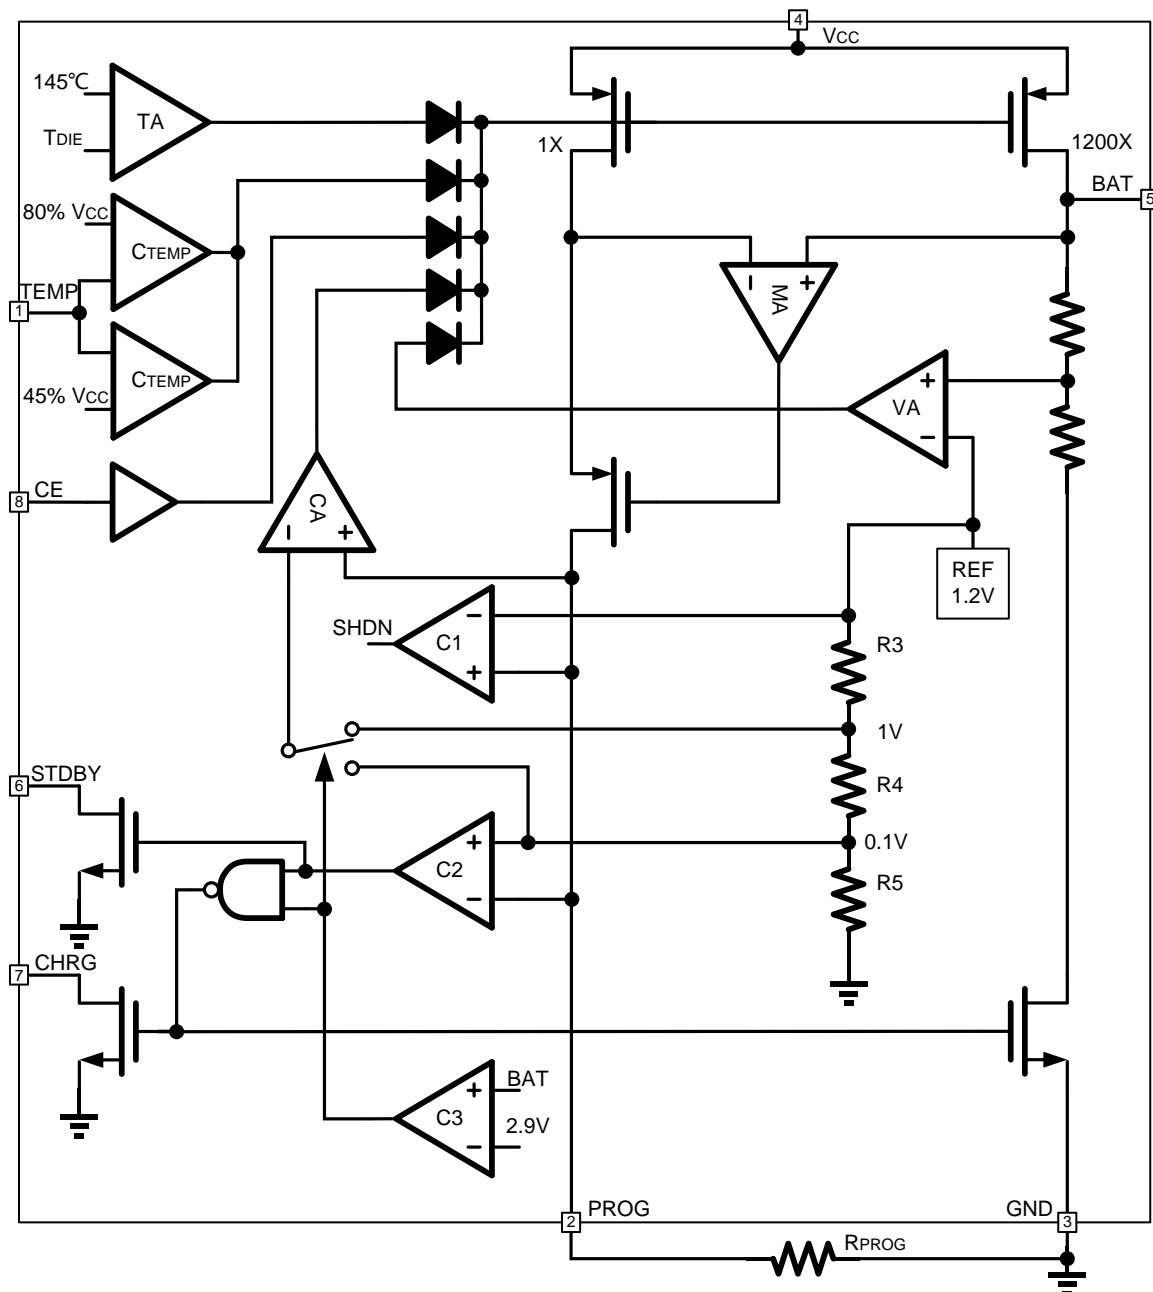 4
VCC
145℃
TA
TDIE
1X
1200X
BAT
5
80% VCC
CTEMP
TEMP
1
− +
MA
45% VCC
CTEMP
+
VA
−
8
CE
CA
− +
REF
1.2V
SHDN
−
C1
+
R3
1V
6
STDBY
R4
+
0.1V
C2
−
R5
7
CHRG
+
BAT
C3
2.9V
−
2
PROG
GND
3
RPROG